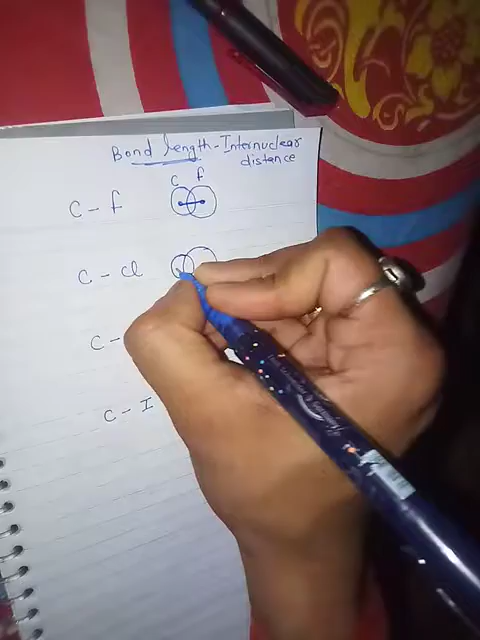 Bond length - Internuclear
distance
C f
C - f
C - Cl
C -
C - I